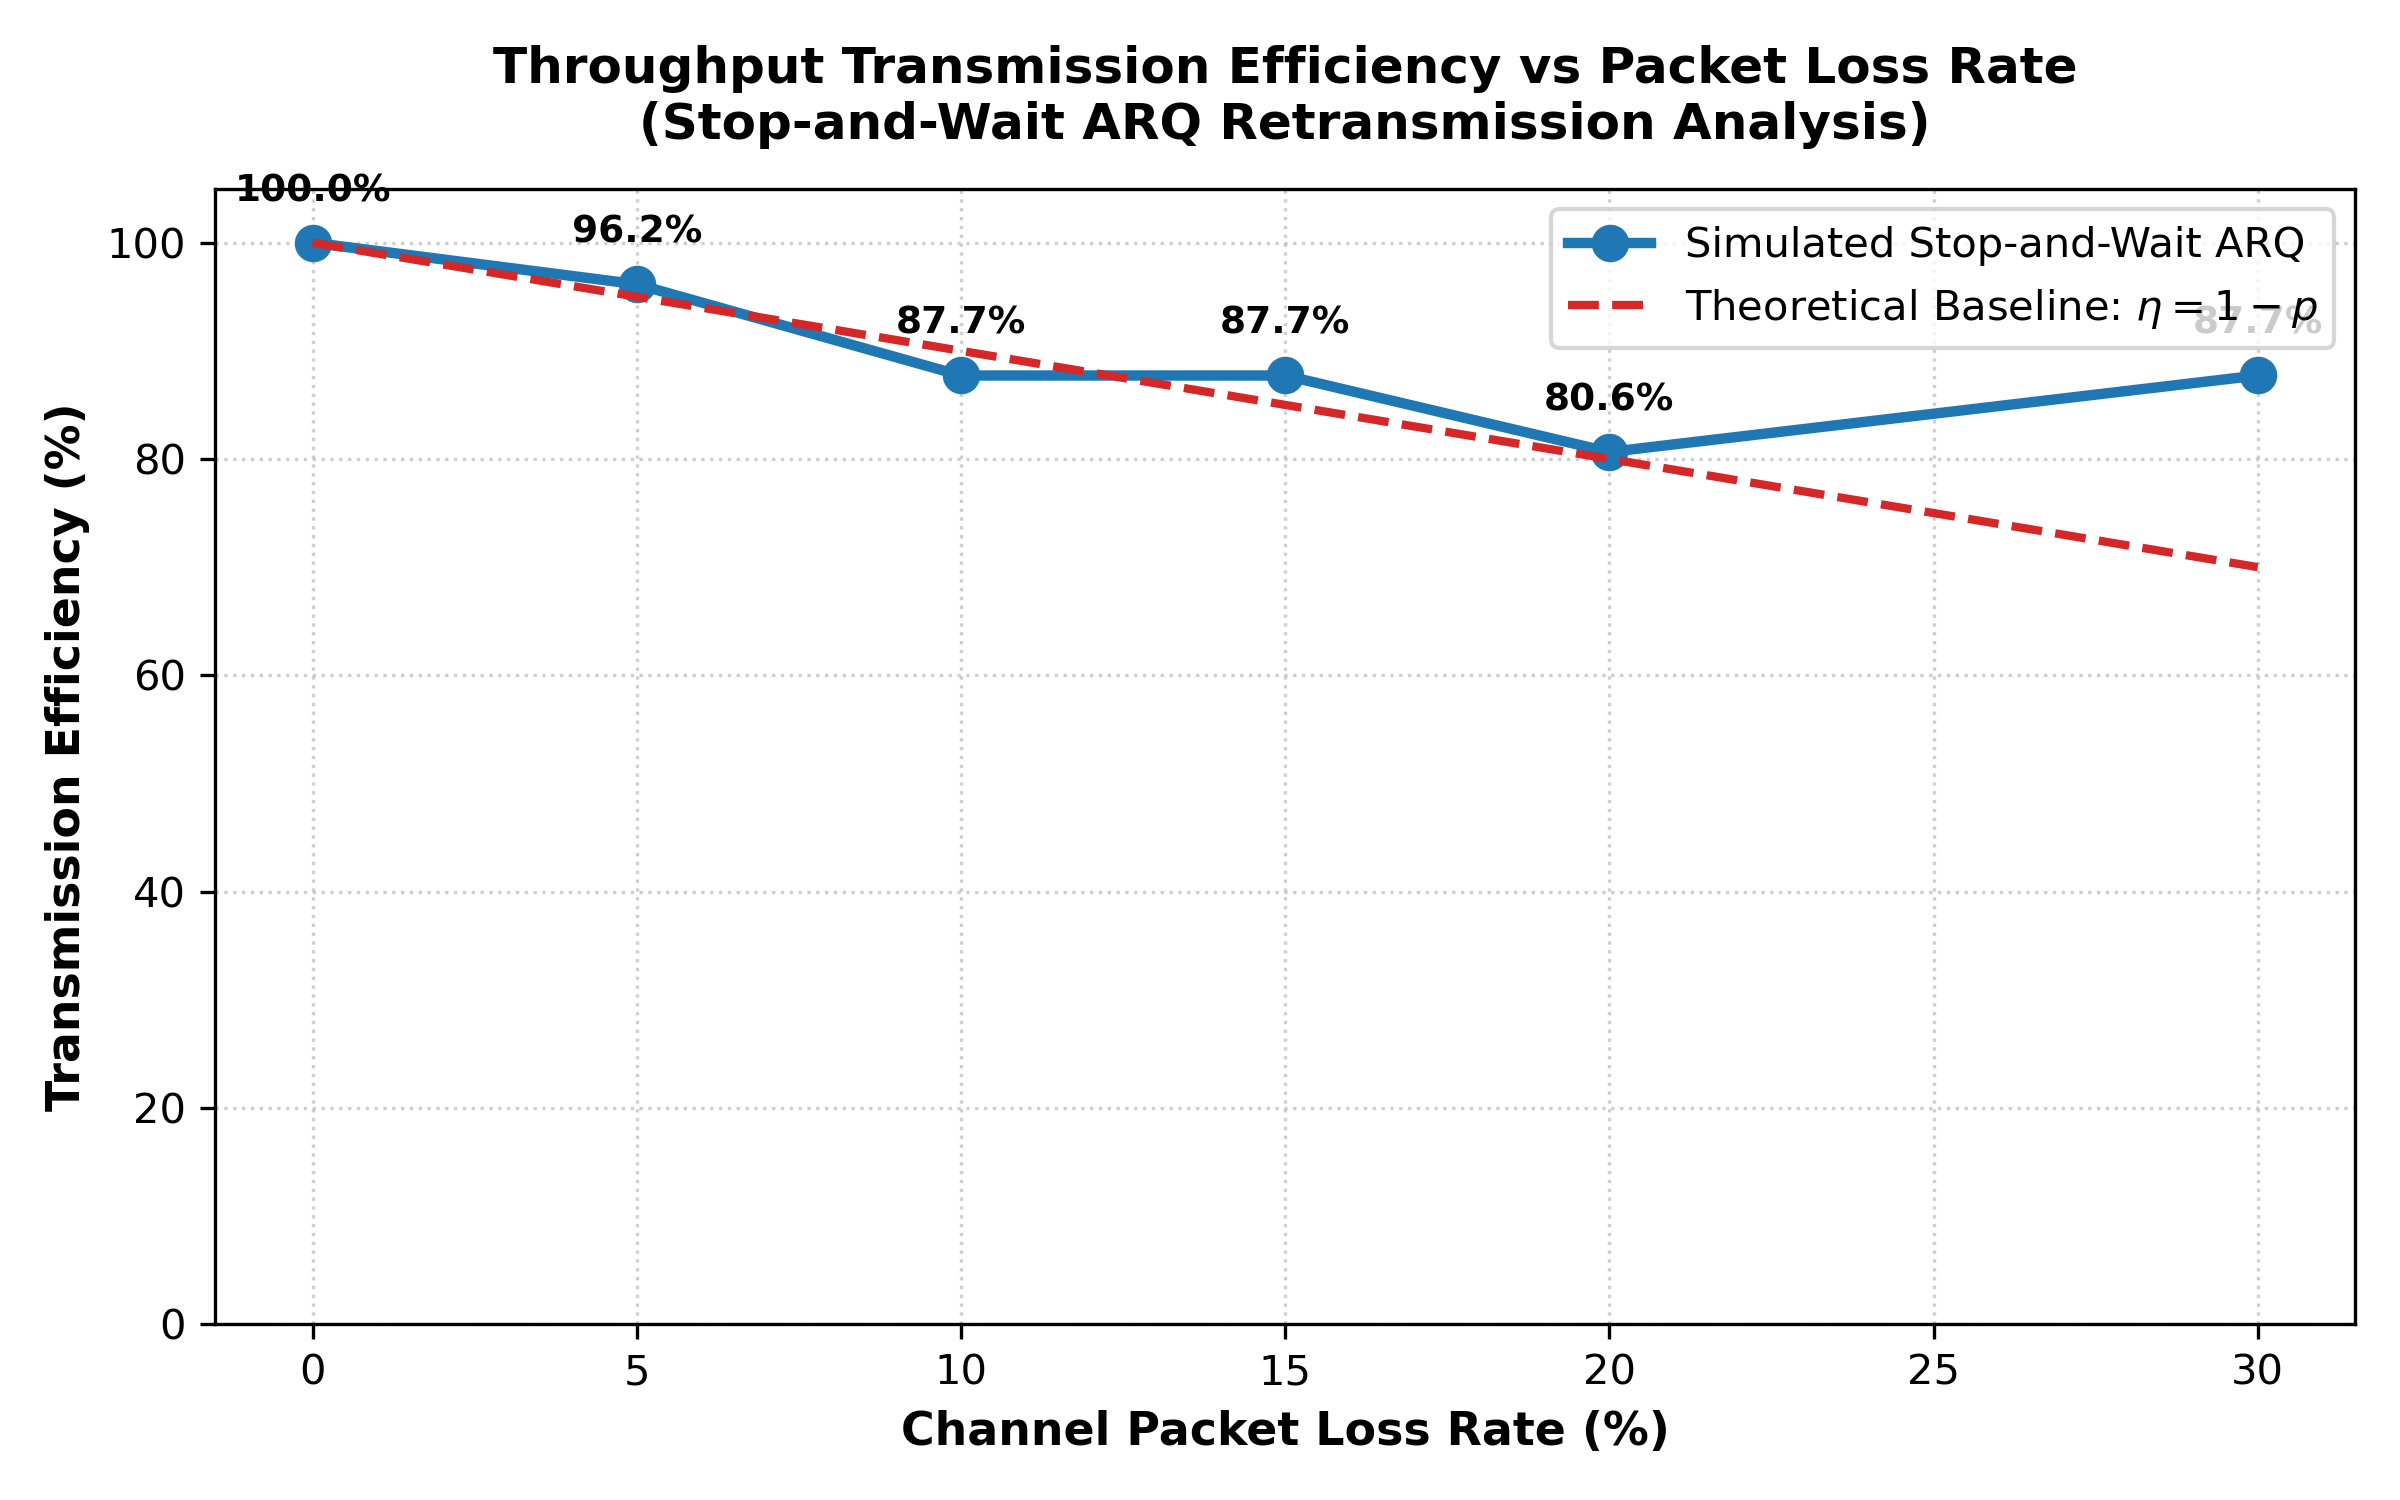 Throughput Transmission Efficiency vs Packet Loss Rate
(Stop-and-Wait ARQ Retransmission Analysis)
100.0%
96.2%
87.7%
87.7%
80.6%
87.7%
Simulated Stop-and-Wait ARQ
Theoretical Baseline: η = 1 − p
Transmission Efficiency (%)
100
80
60
40
20
0
0 5 10 15 20 25 30
Channel Packet Loss Rate (%)